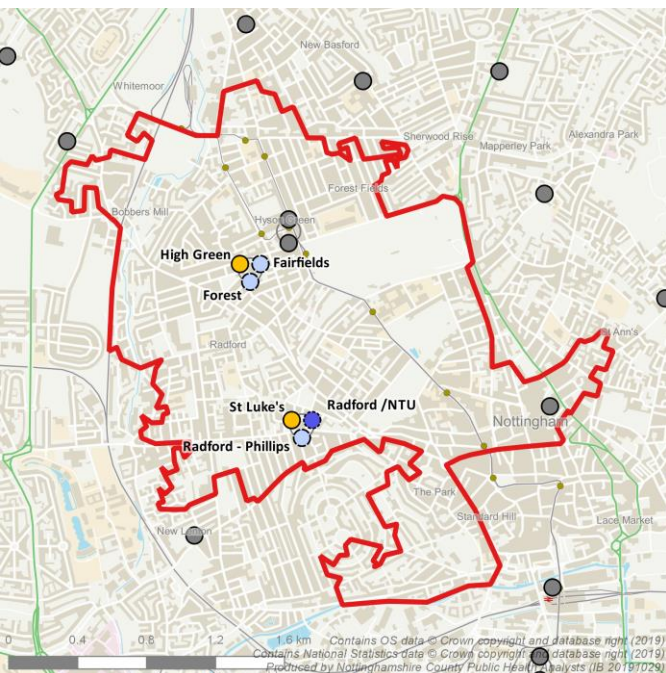 New Basford
Whitemoor
Sherwood Rise
Alexandra Park
Mapperley Park
Forest Fields
Bobbers Mill
Hyson Green
High Green
Fairfields
Forest
St Ann's
Radford
St Luke's
Radford /NTU
Nottingham
Radford - Phillips
The Park
Standard Hill
Lace Market
New Lenton
0 0.4 0.8 1.2 1.6 km
Contains OS data © Crown copyright and database right (2019)
Contains National Statistics data © Crown copyright and database right (2019)
Produced by Nottinghamshire County Public Health Analysts (IB 20191029)